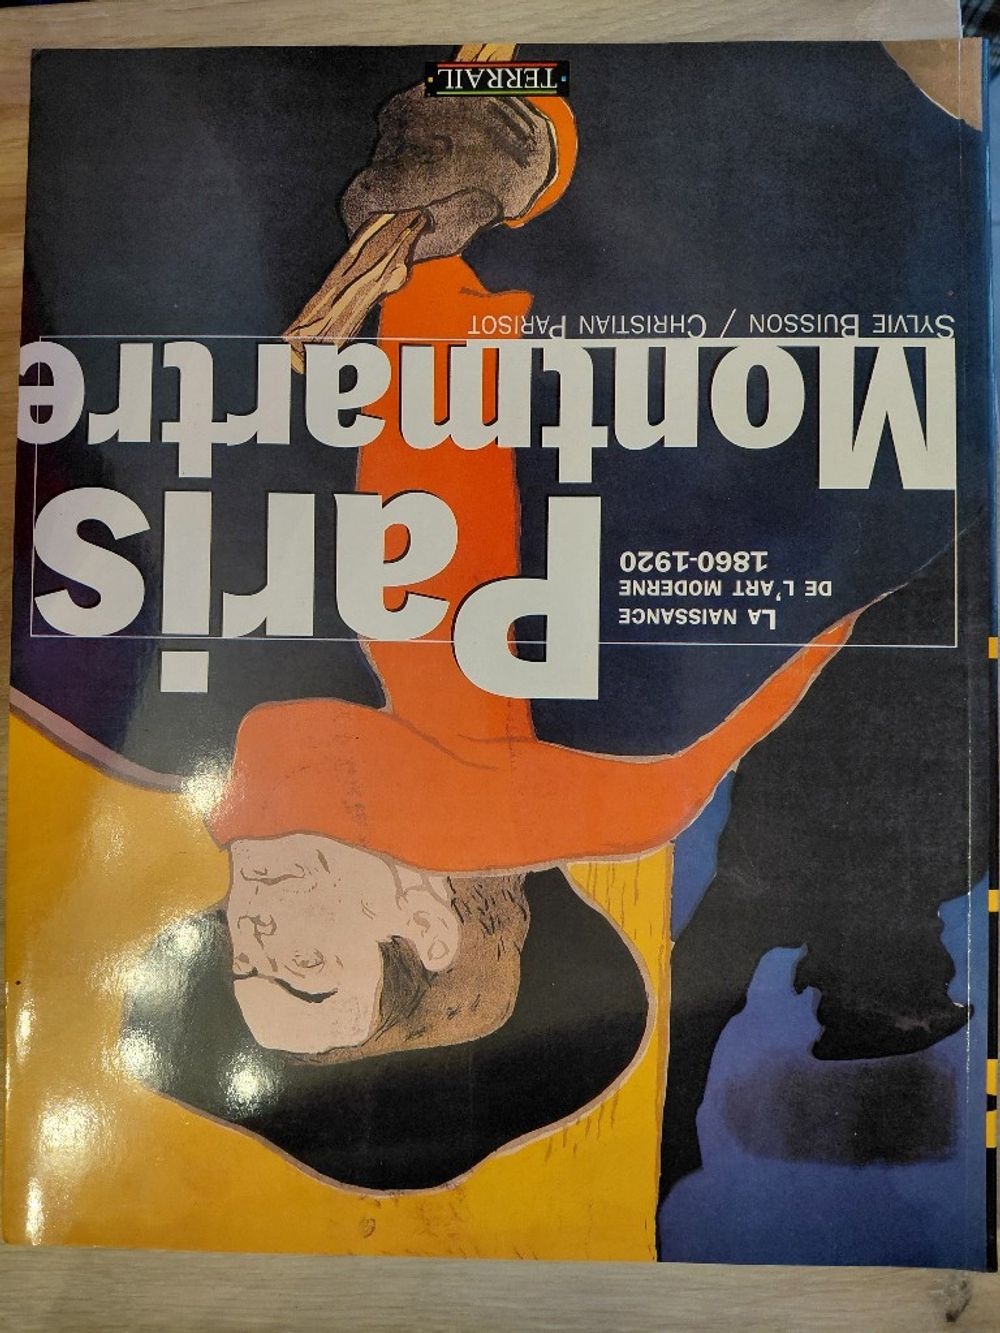 LA NAISSANCE
DE L'ART MODERNE
1860-1920
Paris
Montmartre
SYLVIE BUISSON / CHRISTIAN PARISOT
TERRAIL